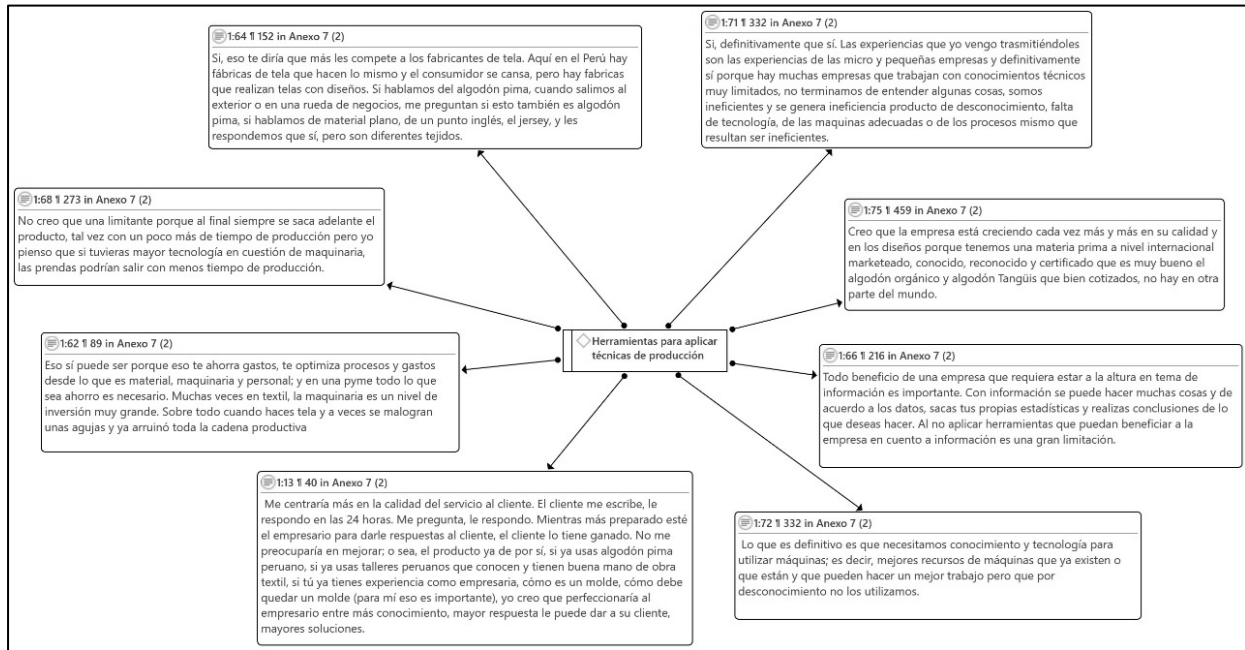 1:64 ¶ 152 in Anexo 7 (2)
Si, eso te diría que más les compete a los fabricantes de tela. Aquí en el Perú hay
fábricas de tela que hacen lo mismo y el consumidor se cansa, pero hay fabricas
que realizan telas con diseños. Si hablamos del algodón pima, cuando salimos al
exterior o en una rueda de negocios, me preguntan si esto también es algodón
pima, si hablamos de material plano, de un punto inglés, el jersey, y les
respondemos que sí, pero son diferentes tejidos.
1:71 ¶ 332 in Anexo 7 (2)
Si, definitivamente que sí. Las experiencias que yo vengo trasmitiéndoles
son las experiencias de las micro y pequeñas empresas y definitivamente
sí porque hay muchas empresas que trabajan con conocimientos técnicos
muy limitados, no terminamos de entender algunas cosas, somos
ineficientes y se genera ineficiencia producto de desconocimiento, falta
de tecnología, de las maquinas adecuadas o de los procesos mismo que
resultan ser ineficientes.
1:68 ¶ 273 in Anexo 7 (2)
No creo que una limitante porque al final siempre se saca adelante el
producto, tal vez con un poco más de tiempo de producción pero yo
pienso que si tuvieras mayor tecnología en cuestión de maquinaria,
las prendas podrían salir con menos tiempo de producción.
1:75 ¶ 459 in Anexo 7 (2)
Creo que la empresa está creciendo cada vez más y más en su calidad y
en los diseños porque tenemos una materia prima a nivel internacional
marketeado, conocido, reconocido y certificado que es muy bueno el
algodón orgánico y algodón Tangüis que bien cotizados, no hay en otra
parte del mundo.
Herramientas para aplicar
técnicas de producción
1:62 ¶ 89 in Anexo 7 (2)
Eso sí puede ser porque eso te ahorra gastos, te optimiza procesos y gastos
desde lo que es material, maquinaria y personal; y en una pyme todo lo que
sea ahorro es necesario. Muchas veces en textil, la maquinaria es un nivel de
inversión muy grande. Sobre todo cuando haces tela y a veces se malogran
unas agujas y ya arruinó toda la cadena productiva
1:66 ¶ 216 in Anexo 7 (2)
Todo beneficio de una empresa que requiera estar a la altura en tema de
información es importante. Con información se puede hacer muchas cosas y de
acuerdo a los datos, sacas tus propias estadísticas y realizas conclusiones de lo
que deseas hacer. Al no aplicar herramientas que puedan beneficiar a la
empresa en cuento a información es una gran limitación.
1:13 ¶ 40 in Anexo 7 (2)
Me centraría más en la calidad del servicio al cliente. El cliente me escribe, le
respondo en las 24 horas. Me pregunta, le respondo. Mientras más preparado esté
el empresario para darle respuestas al cliente, el cliente lo tiene ganado. No me
preocuparía en mejorar; o sea, el producto ya de por sí, si ya usas algodón pima
peruano, si ya usas talleres peruanos que conocen y tienen buena mano de obra
textil, si tú ya tienes experiencia como empresaria, cómo es un molde, cómo debe
quedar un molde (para mí eso es importante), yo creo que perfeccionaría al
empresario entre más conocimiento, mayor respuesta le puede dar a su cliente,
mayores soluciones.
1:72 ¶ 332 in Anexo 7 (2)
Lo que es definitivo es que necesitamos conocimiento y tecnología para
utilizar máquinas; es decir, mejores recursos de máquinas que ya existen o
que están y que pueden hacer un mejor trabajo pero que por
desconocimiento no los utilizamos.